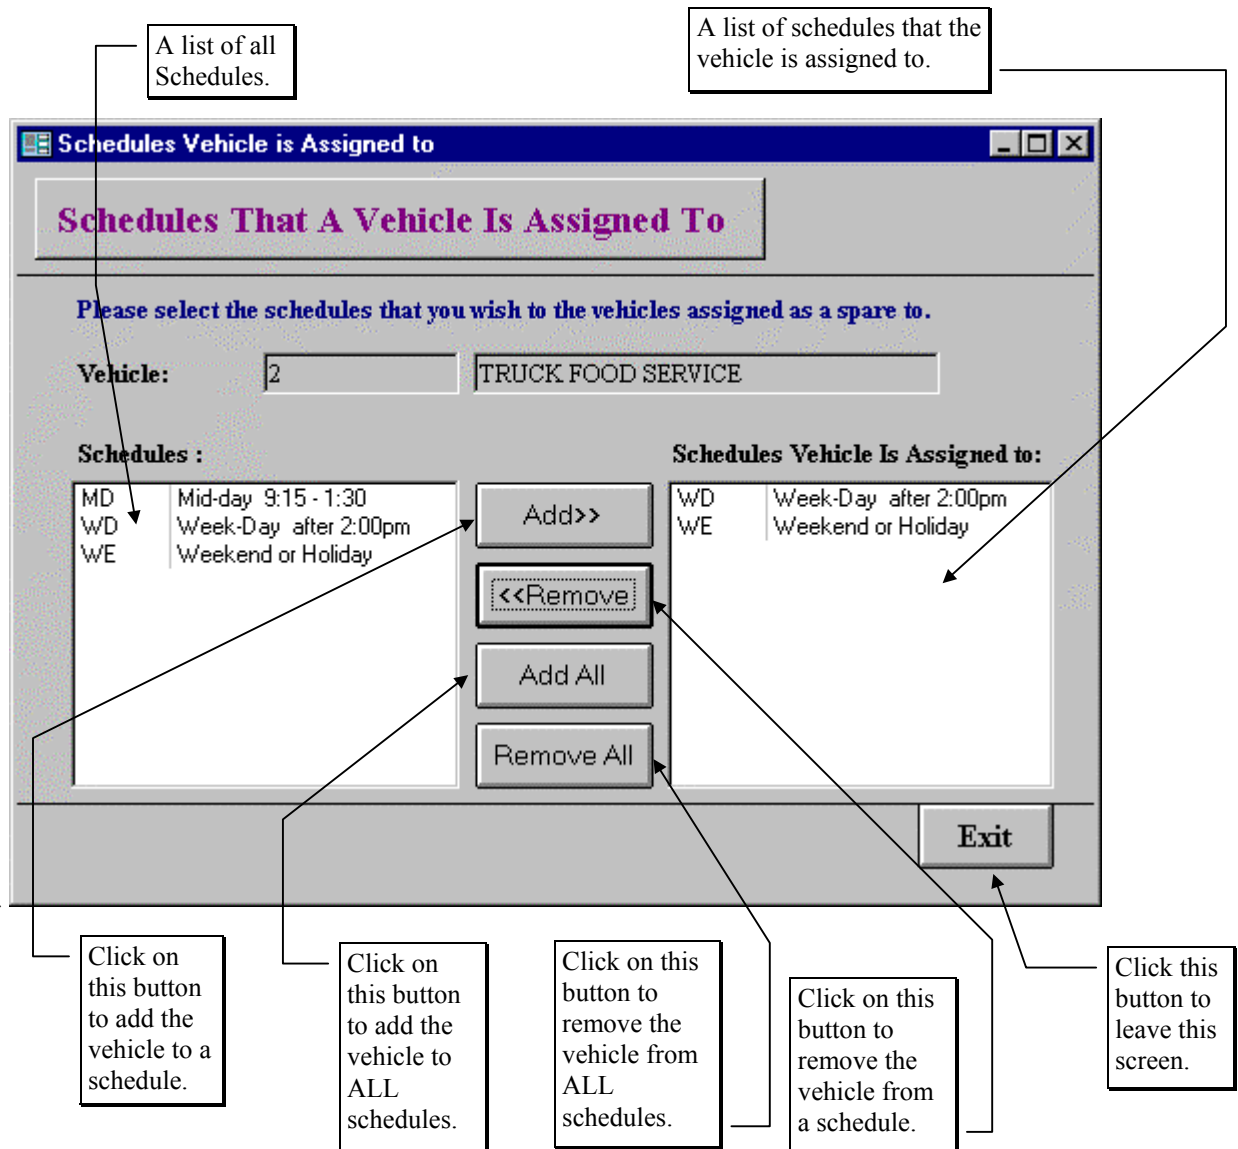 A list of all
Schedules.
A list of schedules that the
vehicle is assigned to.
Schedules Vehicle is Assigned to
Schedules That A Vehicle Is Assigned To
Please select the schedules that you wish to the vehicles assigned as a spare to.
Vehicle: 2 TRUCK FOOD SERVICE
Schedules :
MD Mid-day 9:15 - 1:30
WD Week-Day after 2:00pm
WE Weekend or Holiday
Add>>
<<Remove
Add All
Remove All
Schedules Vehicle Is Assigned to:
WD Week-Day after 2:00pm
WE Weekend or Holiday
Exit
Click on
this button
to add the
vehicle to a
schedule.
Click on
this button
to add the
vehicle to
ALL
schedules.
Click on this
button to
remove the
vehicle from
ALL
schedules.
Click on this
button to
remove the
vehicle from
a schedule.
Click this
button to
leave this
screen.